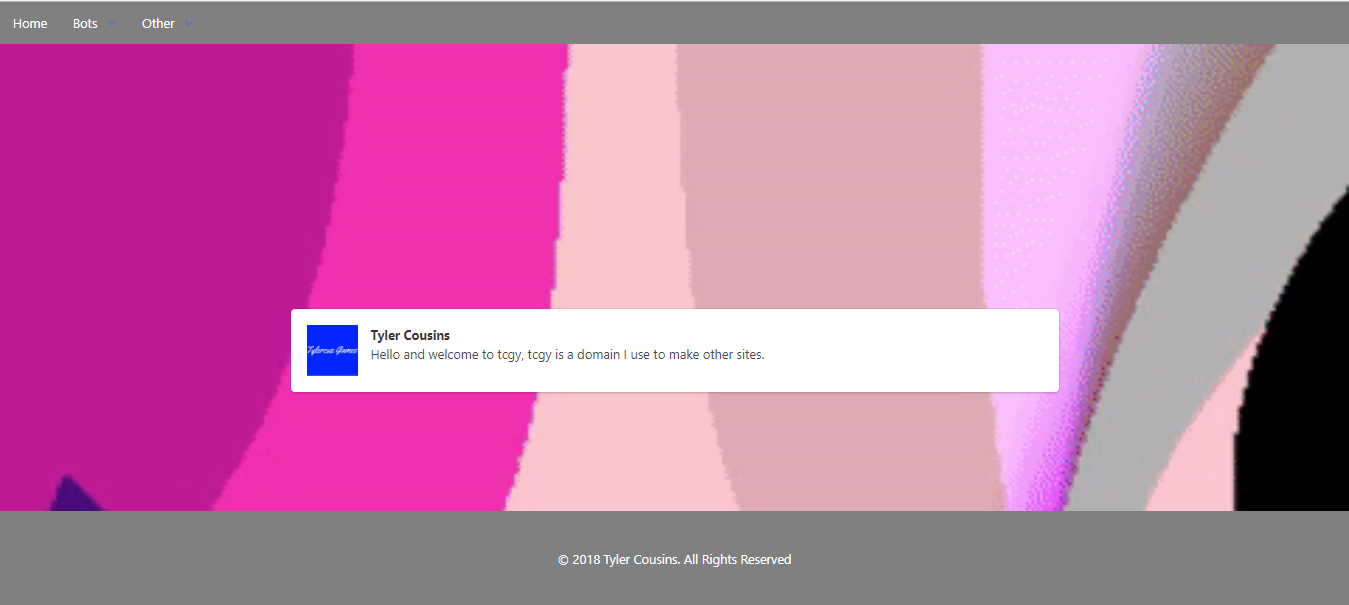 Home Bots Other
Tylercoz Games
Tyler Cousins
Hello and welcome to tcgy, tcgy is a domain I use to make other sites.
© 2018 Tyler Cousins. All Rights Reserved